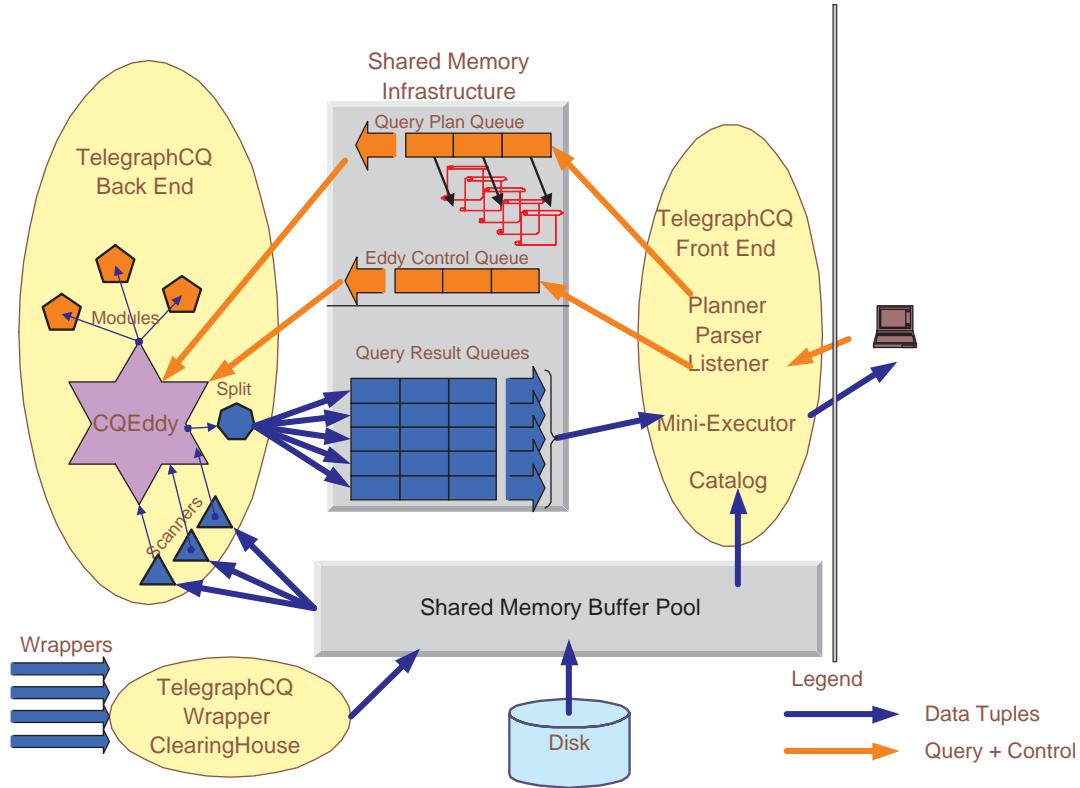 Shared Memory
Infrastructure
Query Plan Queue
TelegraphCQ
Back End
TelegraphCQ
Front End
Eddy Control Queue
Planner
Parser
Listener
Modules
Query Result Queues
Split
CQEddy
Mini-Executor
Catalog
Scanners
Shared Memory Buffer Pool
Wrappers
TelegraphCQ
Wrapper
ClearingHouse
Disk
Legend
Data Tuples
Query + Control